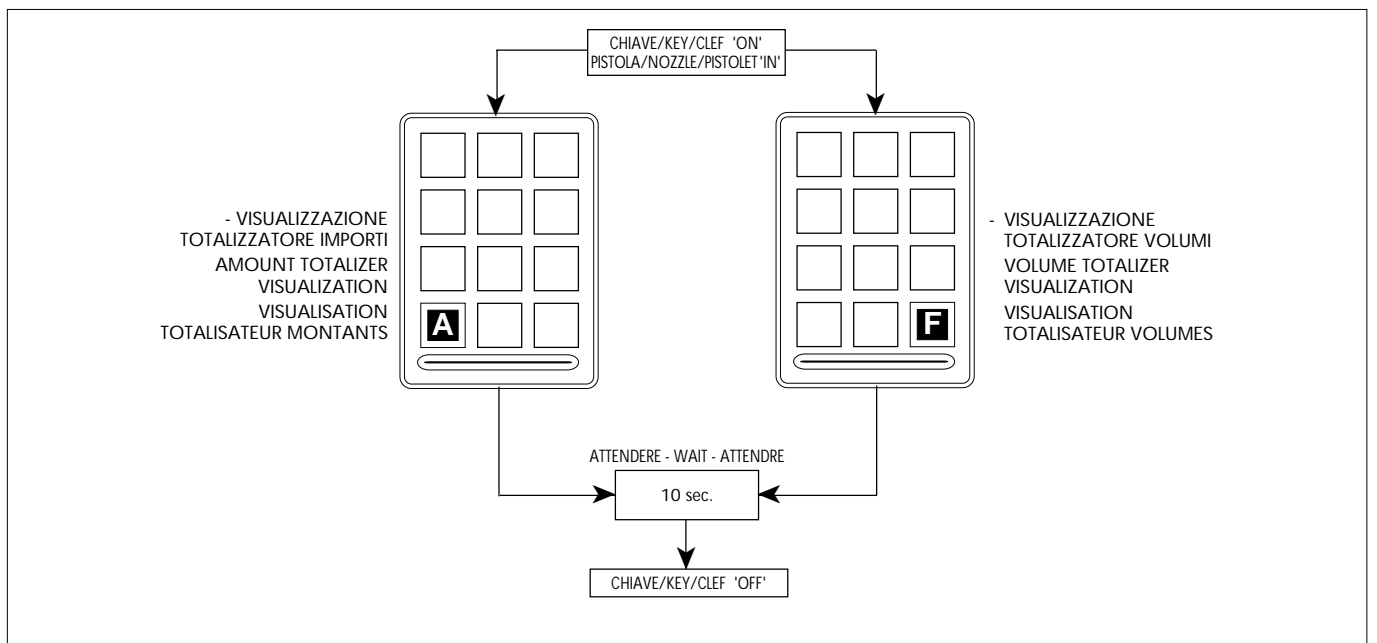 CHIAVE/KEY/CLEF 'ON'
PISTOLA/NOZZLE/PISTOLET 'IN'
- VISUALIZZAZIONE
TOTALIZZATORE IMPORTI
AMOUNT TOTALIZER
VISUALIZATION
VISUALISATION
TOTALISATEUR MONTANTS
A
F
- VISUALIZZAZIONE
TOTALIZZATORE VOLUMI
VOLUME TOTALIZER
VISUALIZATION
VISUALISATION
TOTALISATEUR VOLUMES
ATTENDERE - WAIT - ATTENDRE
10 sec.
CHIAVE/KEY/CLEF 'OFF'